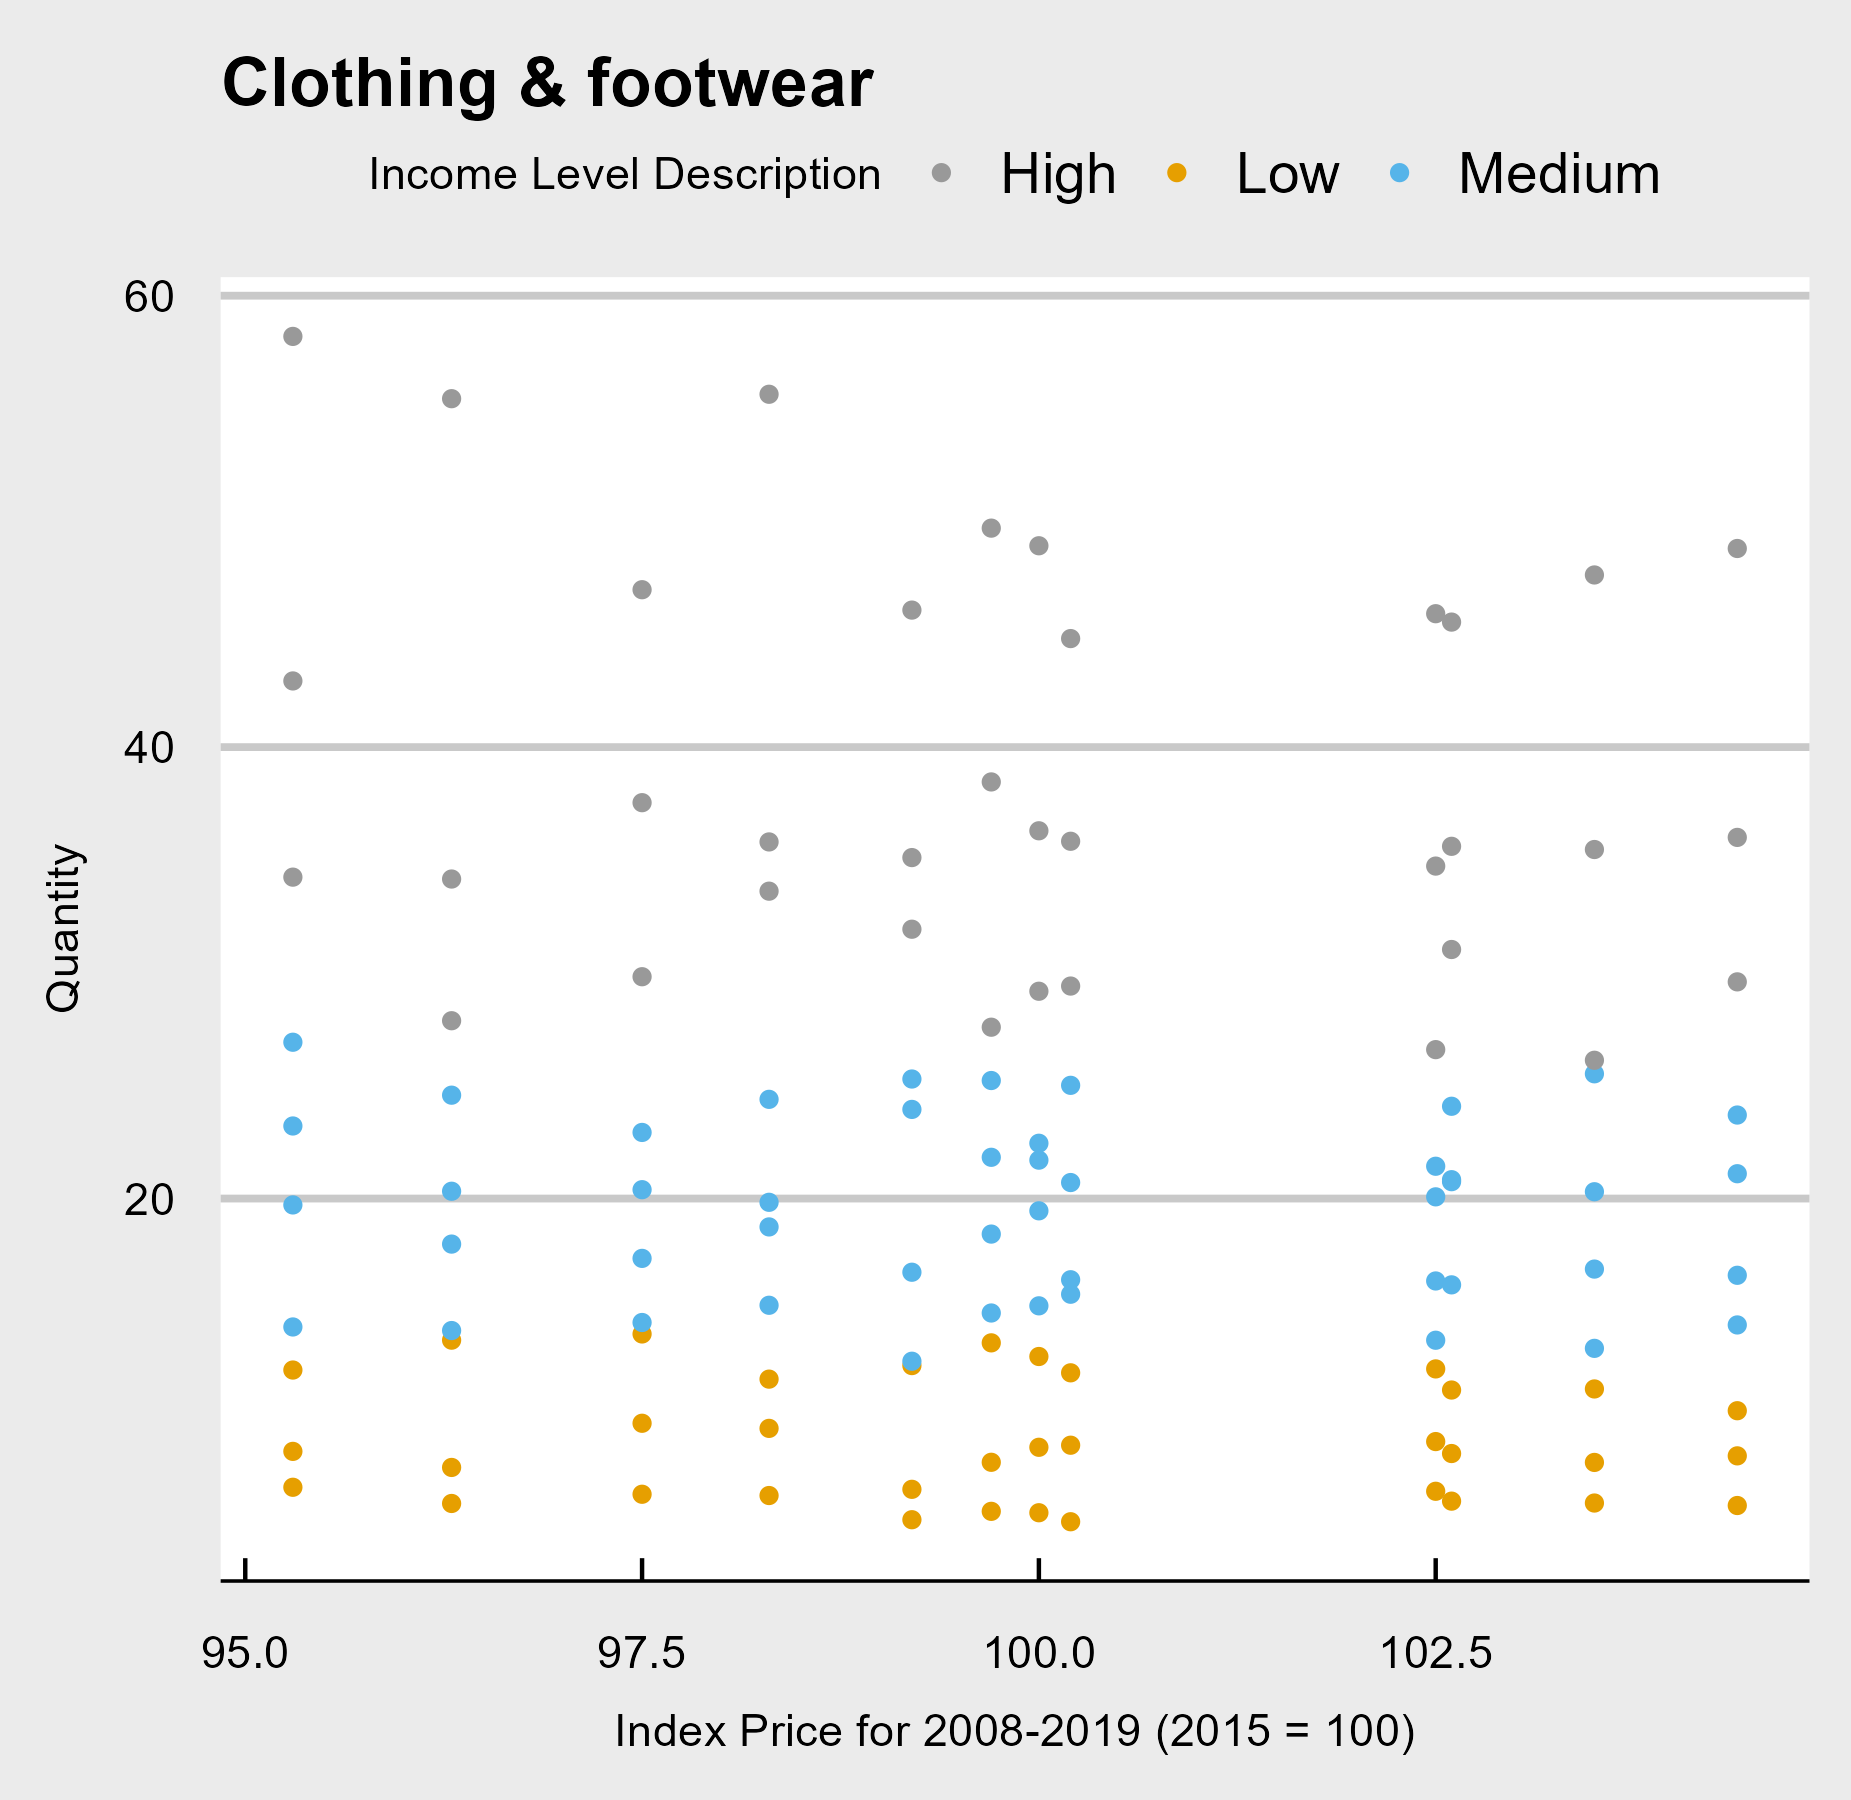 Clothing & footwear
Income Level Description High Low Medium
60
40
20
Quantity
95.0 97.5 100.0 102.5
Index Price for 2008-2019 (2015 = 100)